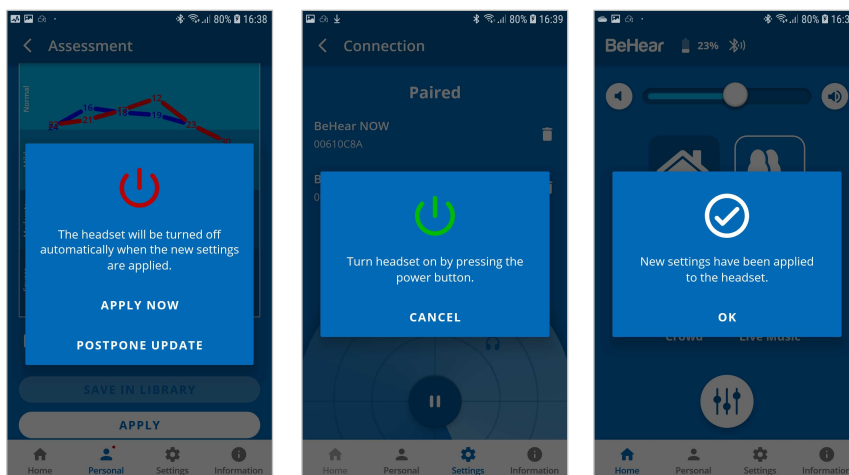 80% 16:38
Assessment
Normal
12
16
18
19
21
23
24
The headset will be turned off
automatically when the new settings
are applied.
APPLY NOW
POSTPONE UPDATE
SAVE IN LIBRARY
APPLY
Home Personal Settings Information
80% 16:39
Connection
Paired
BeHear NOW
00610C8A
B
0
Turn headset on by pressing the
power button.
CANCEL
Home Personal Settings Information
80% 16:3
BeHear 23%
New settings have been applied
to the headset.
OK
Crowd Live Music
Home Personal Settings Information